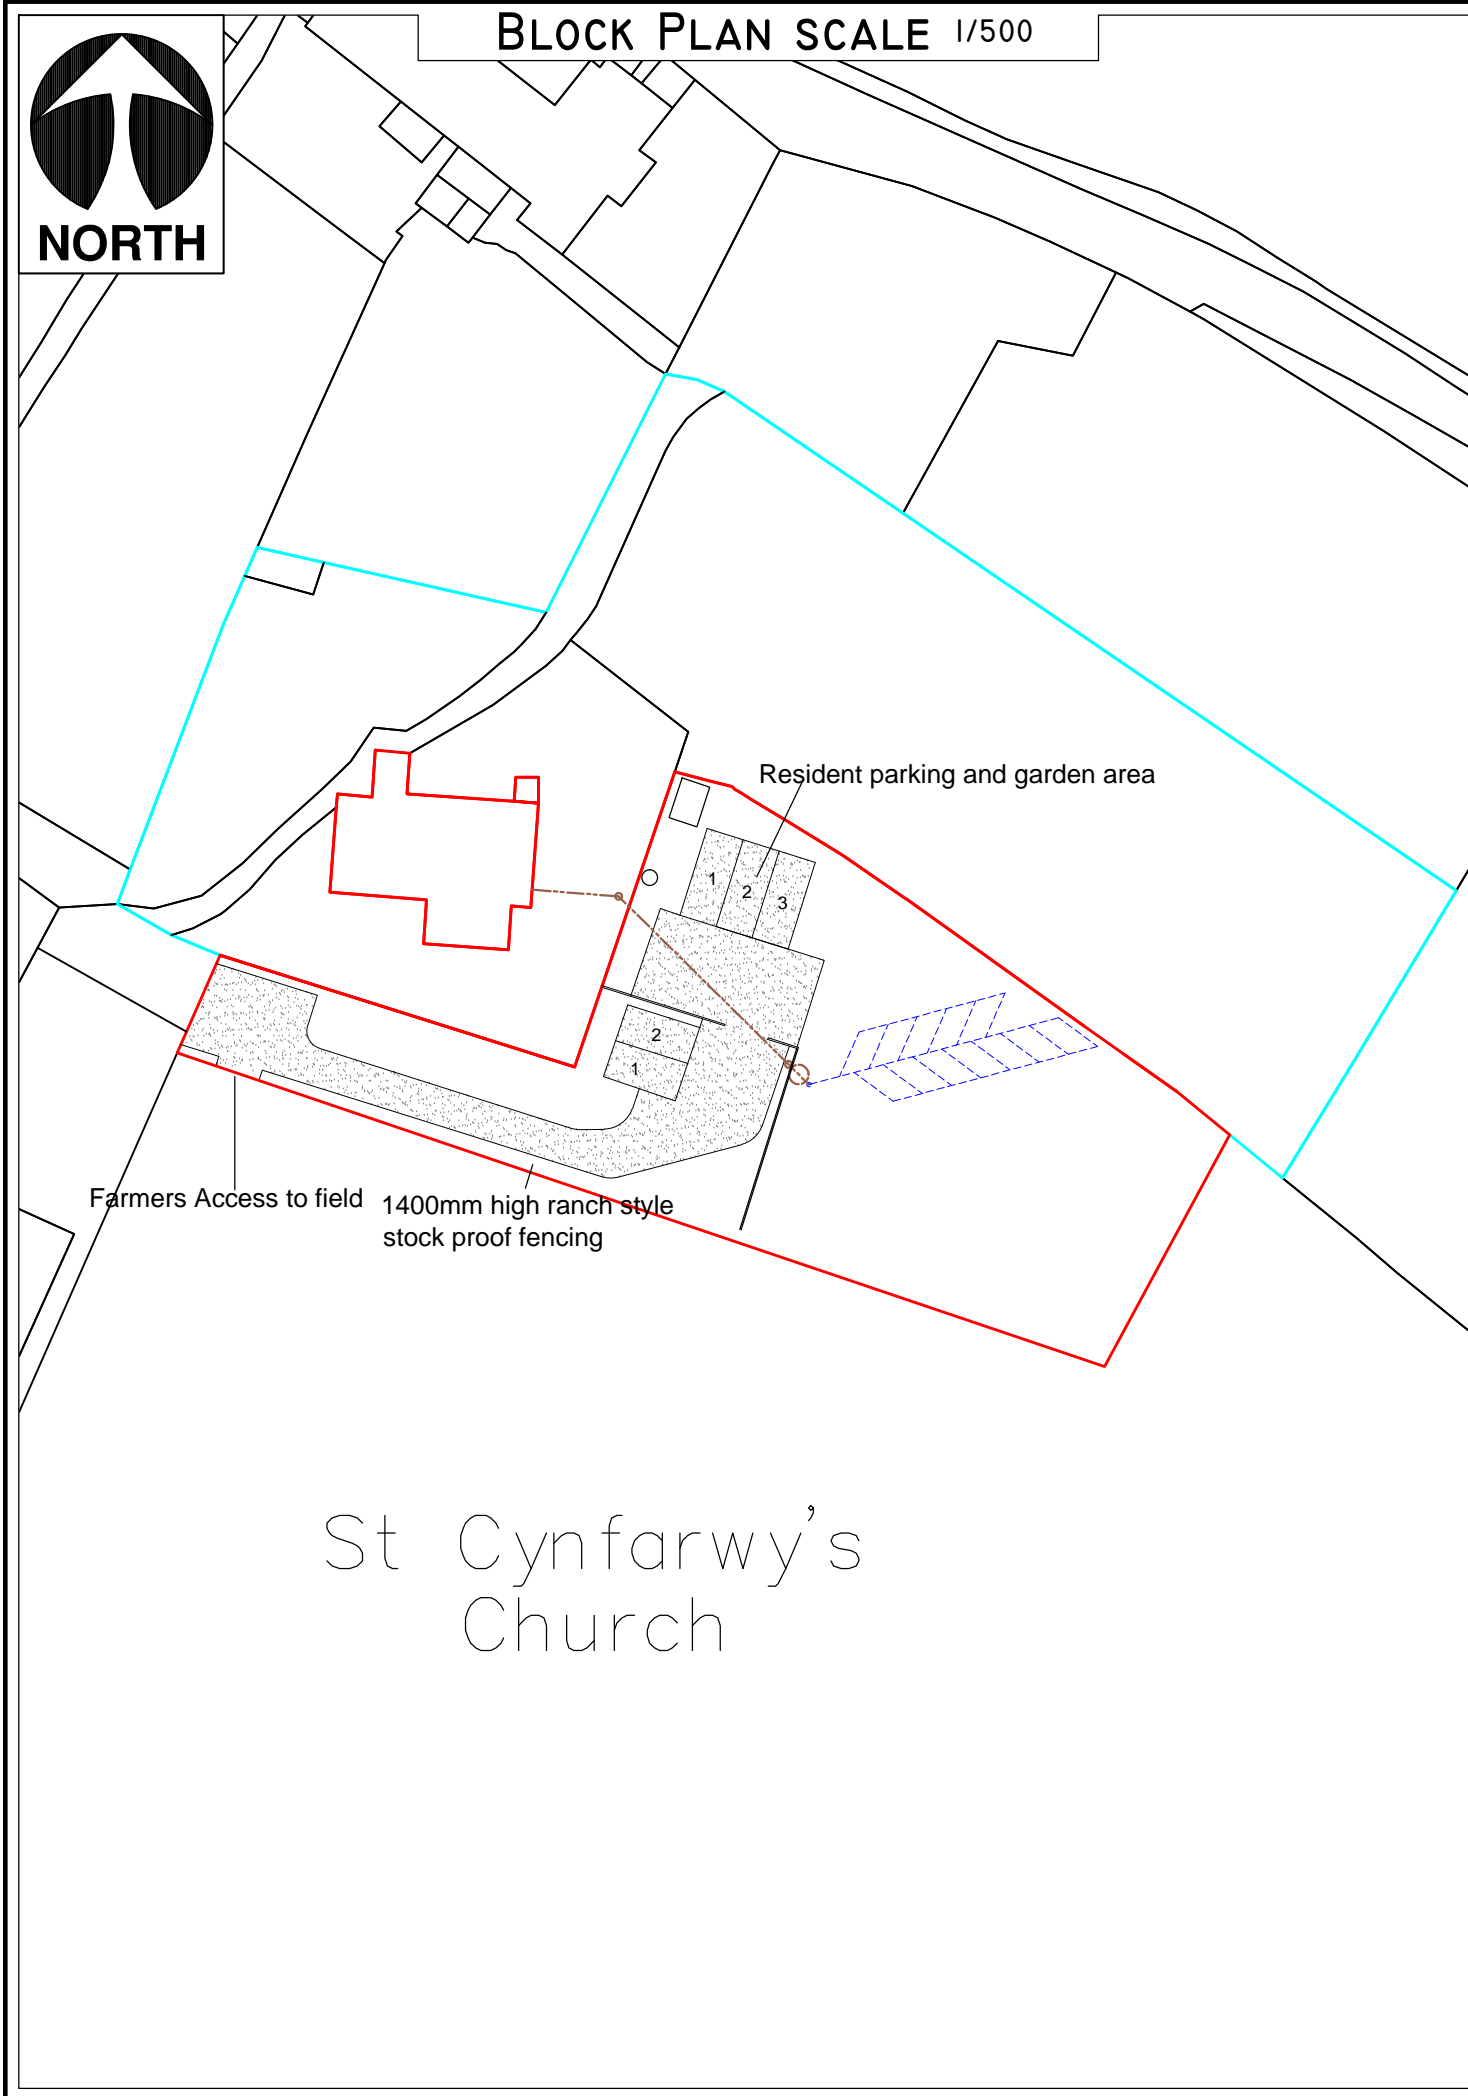 BLOCK PLAN SCALE 1/500
NORTH
Resident parking and garden area
1
2
3
2
1
Farmers Access to field
1400mm high ranch style
stock proof fencing
St Cynfarwy's
Church